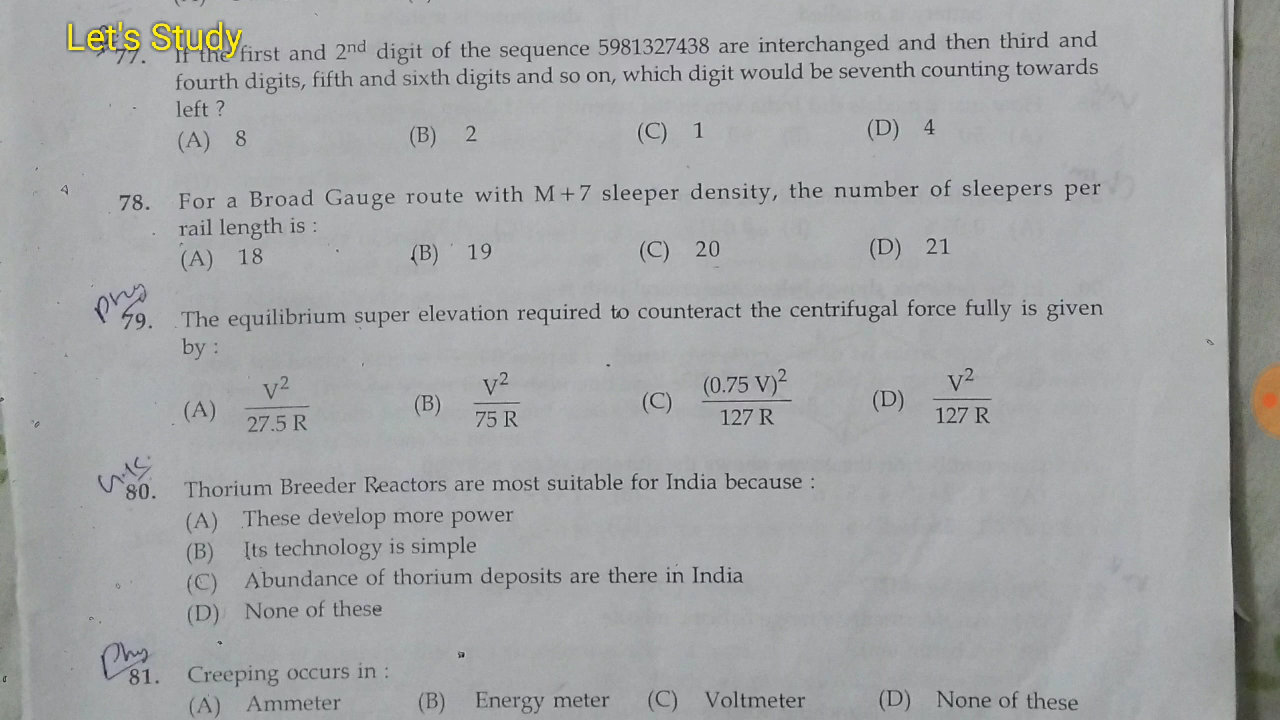 Let's Study
77. If the first and 2nd digit of the sequence 5981327438 are interchanged and then third and
fourth digits, fifth and sixth digits and so on, which digit would be seventh counting towards
left ?
(A) 8 (B) 2 (C) 1 (D) 4
78. For a Broad Gauge route with M+7 sleeper density, the number of sleepers per
rail length is :
(A) 18 (B) 19 (C) 20 (D) 21
Phy
79. The equilibrium super elevation required to counteract the centrifugal force fully is given
by :
(A) V²/27.5 R (B) V²/75 R (C) (0.75 V)²/127 R (D) V²/127 R
80. Thorium Breeder Reactors are most suitable for India because :
(A) These develop more power
(B) Its technology is simple
(C) Abundance of thorium deposits are there in India
(D) None of these
Phy
81. Creeping occurs in :
(A) Ammeter (B) Energy meter (C) Voltmeter (D) None of these